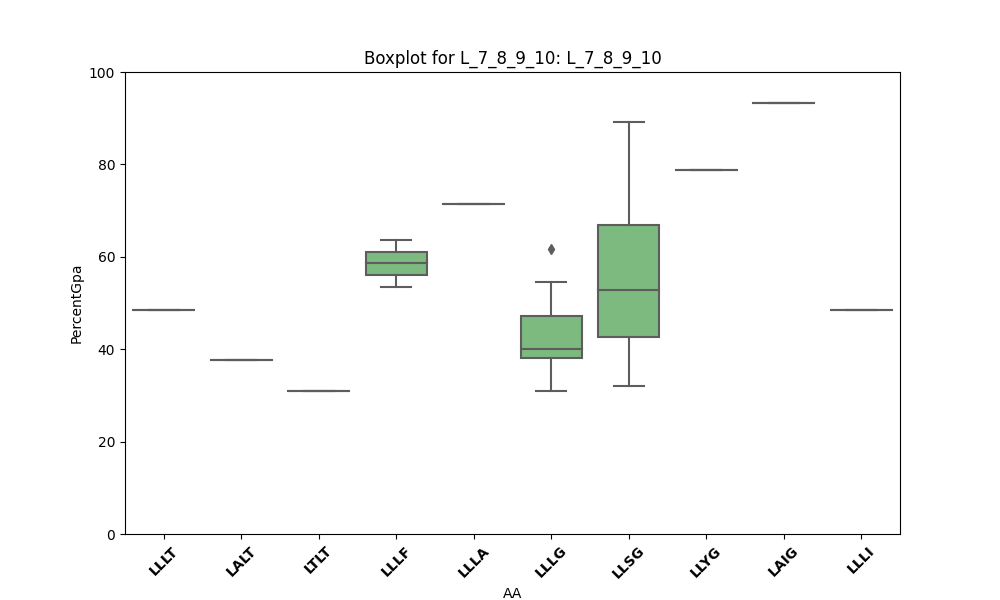 Boxplot for L_7_8_9_10: L_7_8_9_10
100
80
60
40
20
0
PercentGpa
LLLT
LALT
LTLT
LLLF
LLLA
LLLG
LLSG
LLYG
LAIG
LLLI
AA